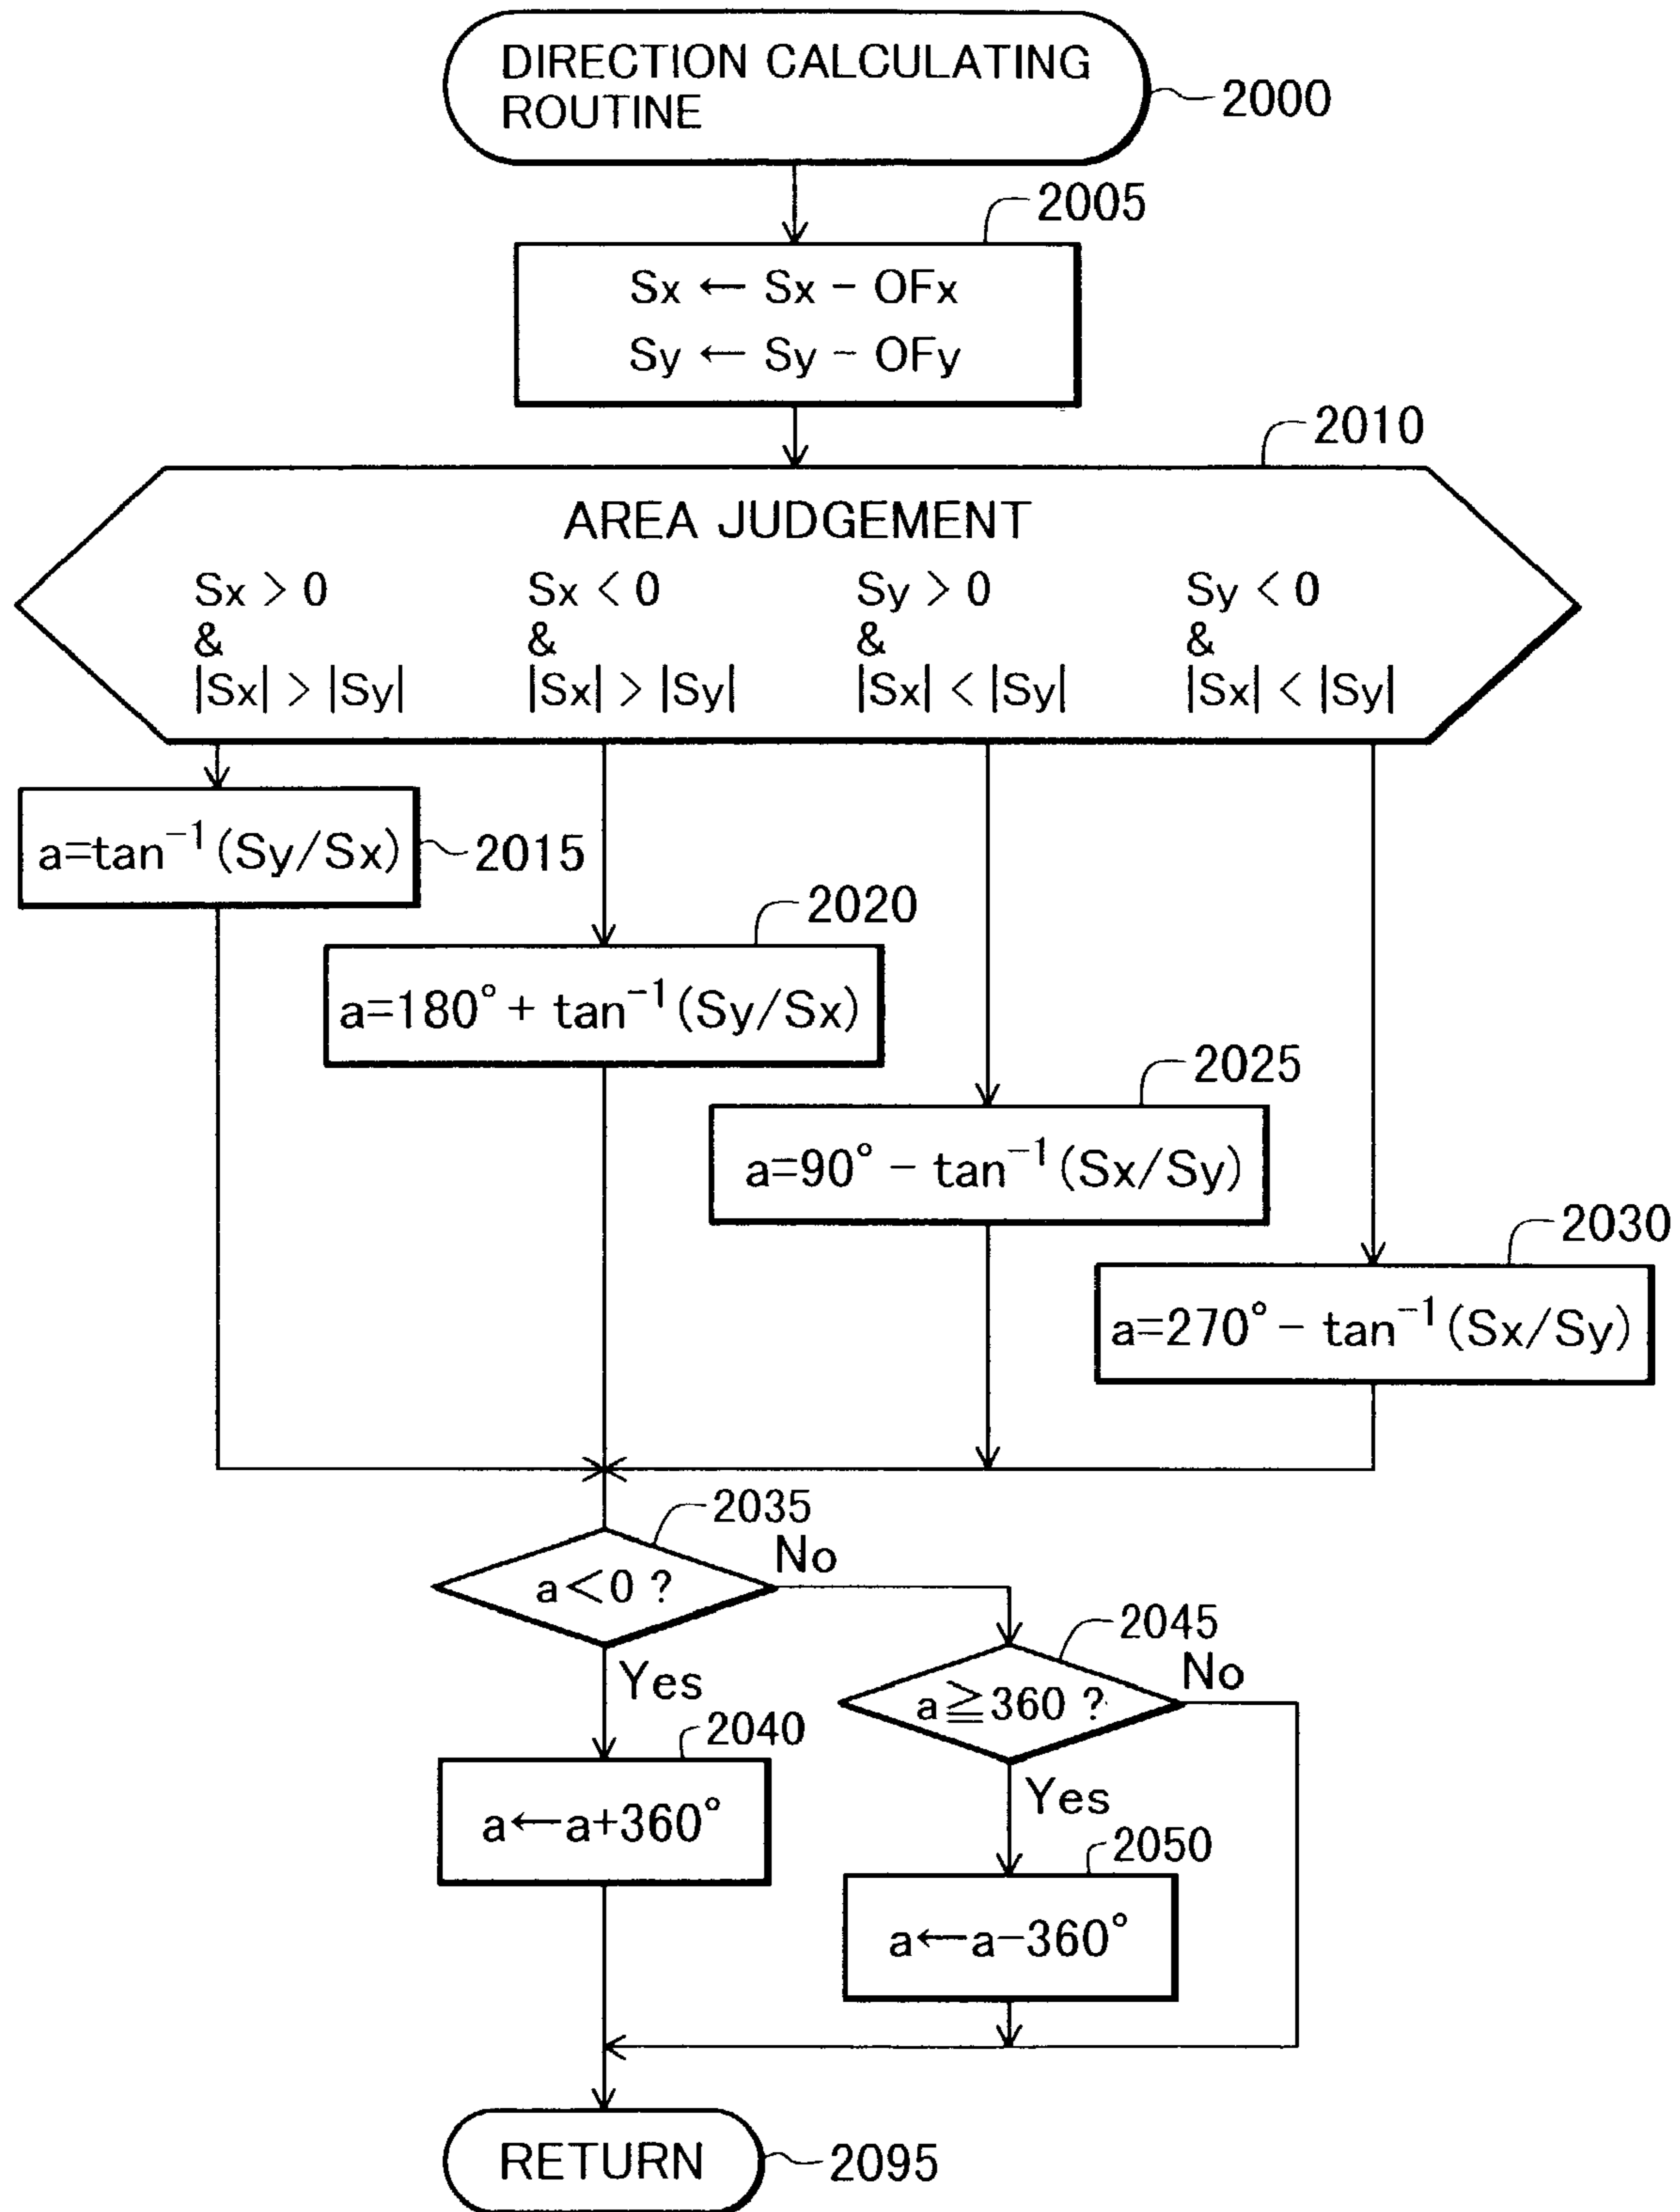 DIRECTION CALCULATING
ROUTINE
2000
2005
Sx ← Sx − OFx
Sy ← Sy − OFy
2010
AREA JUDGEMENT
Sx > 0
&
|Sx| > |Sy|
Sx < 0
&
|Sx| > |Sy|
Sy > 0
&
|Sx| < |Sy|
Sy < 0
&
|Sx| < |Sy|
a=tan⁻¹(Sy/Sx)
2015
2020
a=180° + tan⁻¹(Sy/Sx)
2025
a=90° − tan⁻¹(Sx/Sy)
2030
a=270° − tan⁻¹(Sx/Sy)
2035
a<0 ?
No
Yes
2045
a≧360 ?
No
Yes
2040
a←a+360°
2050
a←a−360°
RETURN
2095